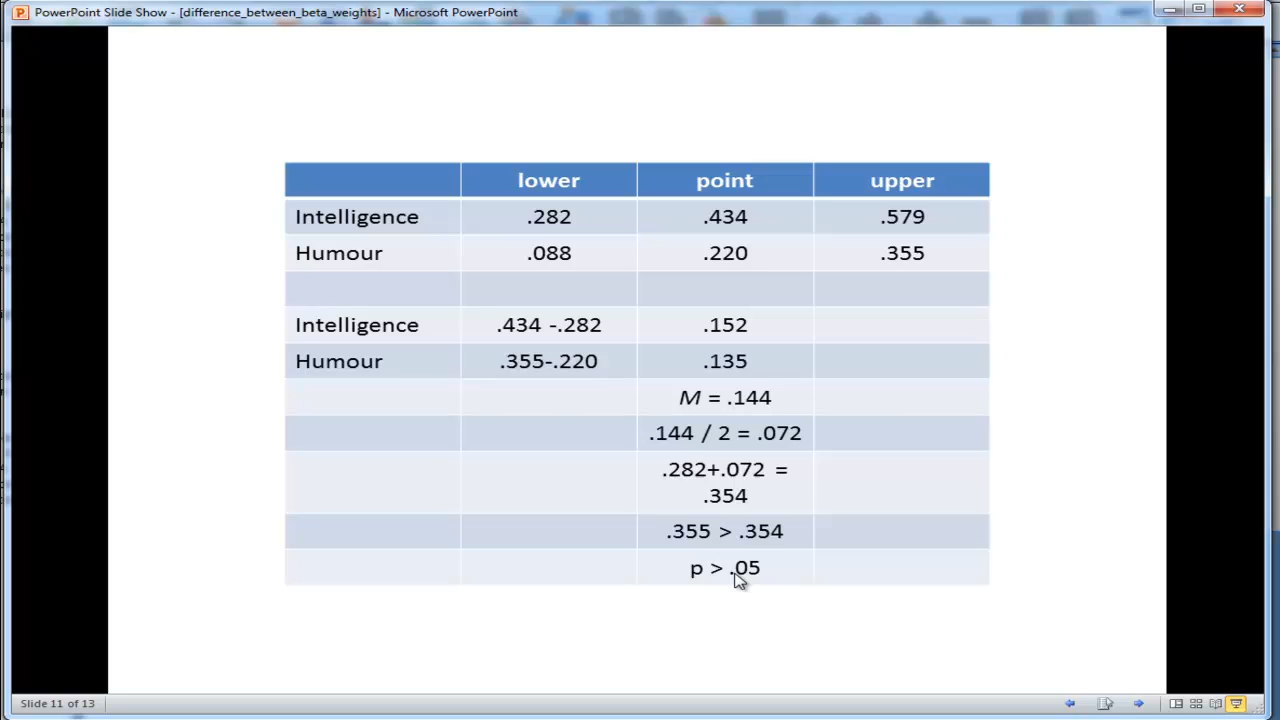 PowerPoint Slide Show - [difference_between_beta_weights] - Microsoft PowerPoint
lower point upper
Intelligence .282 .434 .579
Humour .088 .220 .355
Intelligence .434 -.282 .152
Humour .355-.220 .135
M = .144
.144 / 2 = .072
.282+.072 =
.354
.355 > .354
p > .05
Slide 11 of 13